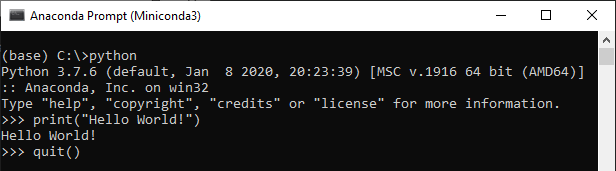 Anaconda Prompt (Miniconda3)
(base) C:\>python
Python 3.7.6 (default, Jan  8 2020, 20:23:39) [MSC v.1916 64 bit (AMD64)]
:: Anaconda, Inc. on win32
Type "help", "copyright", "credits" or "license" for more information.
>>> print("Hello World!")
Hello World!
>>> quit()